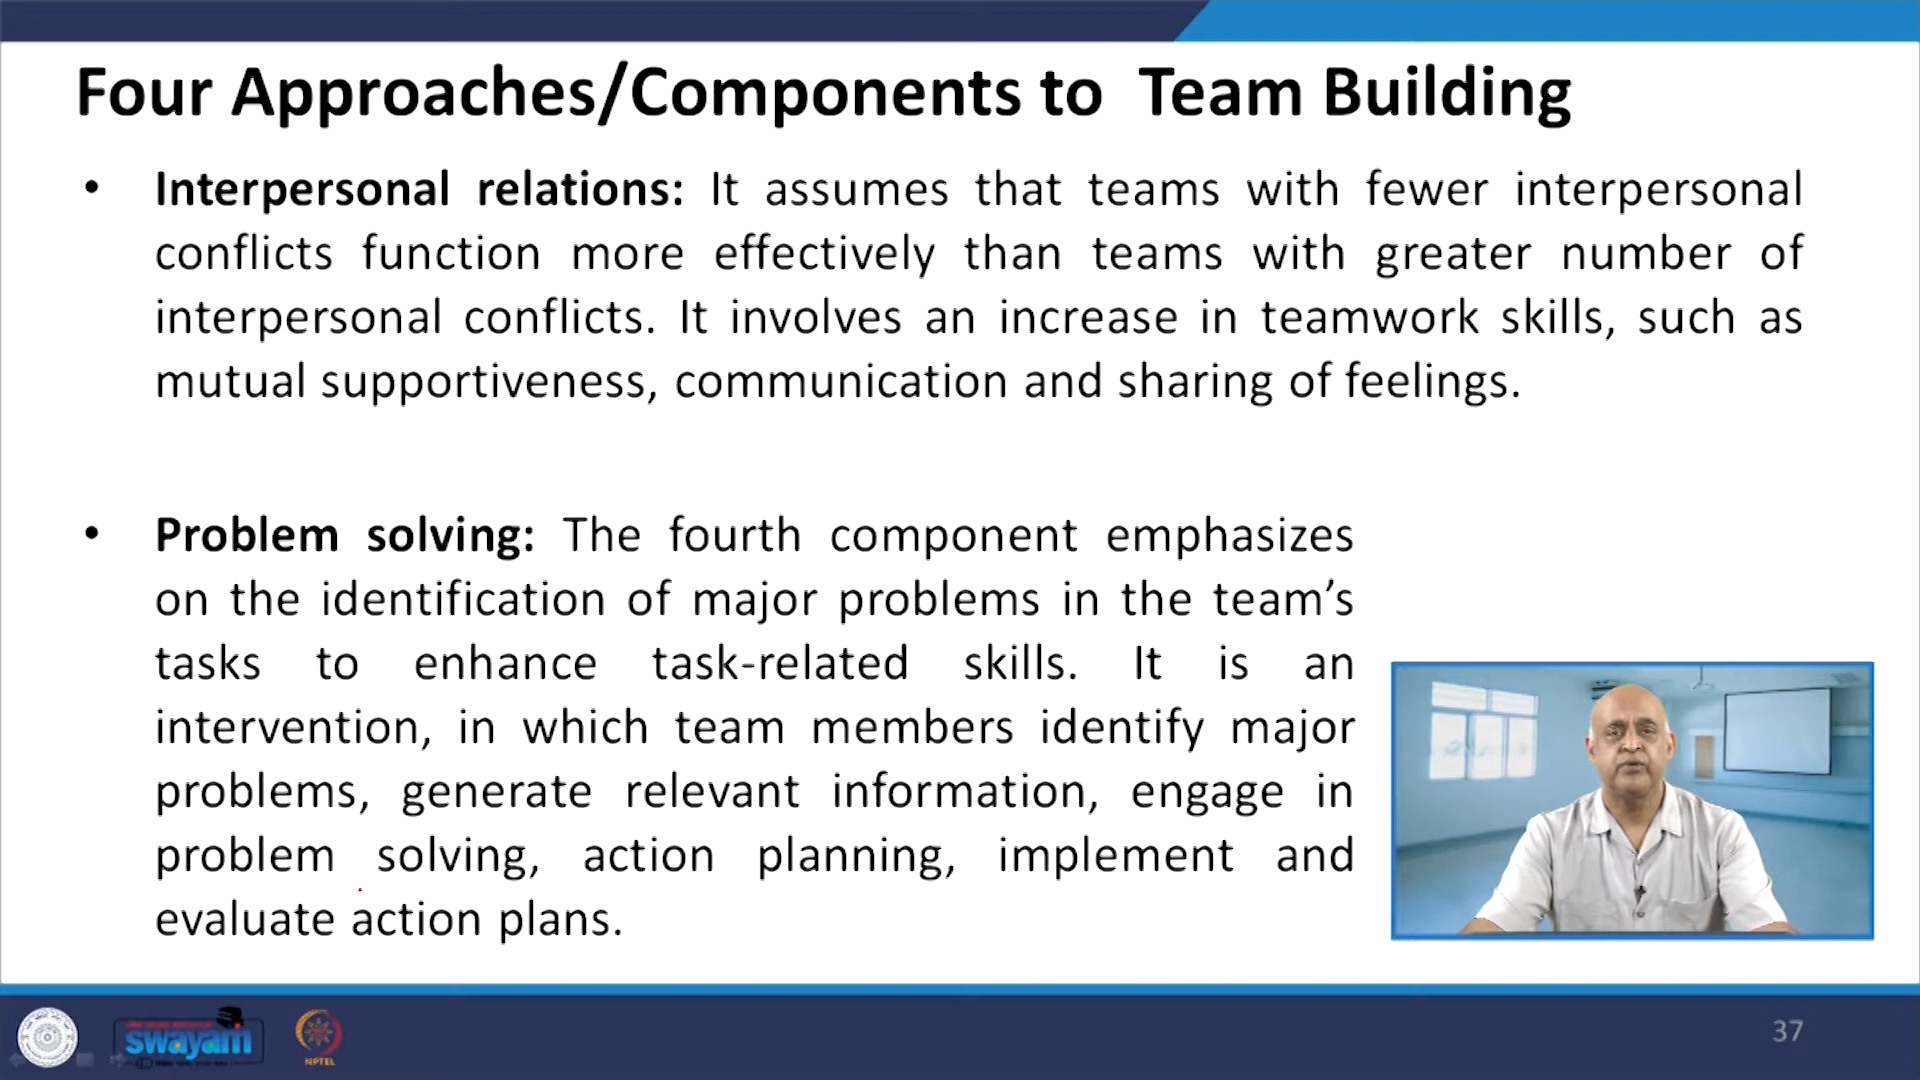 Four Approaches/Components to Team Building
• Interpersonal relations: It assumes that teams with fewer interpersonal
conflicts function more effectively than teams with greater number of
interpersonal conflicts. It involves an increase in teamwork skills, such as
mutual supportiveness, communication and sharing of feelings.
• Problem solving: The fourth component emphasizes
on the identification of major problems in the team’s
tasks to enhance task-related skills. It is an
intervention, in which team members identify major
problems, generate relevant information, engage in
problem solving, action planning, implement and
evaluate action plans.
swayam
NPTEL
37